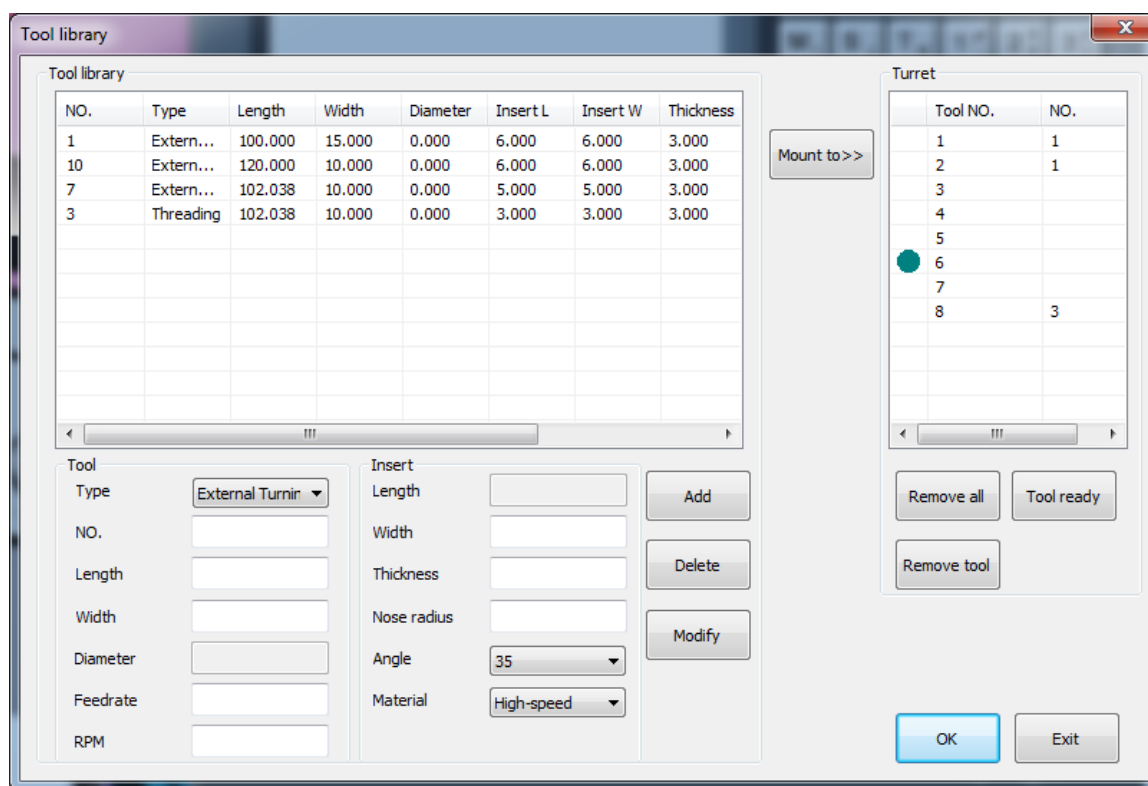 Tool library
Tool library
NO. Type Length Width Diameter Insert L Insert W Thickness
1 Extern... 100.000 15.000 0.000 6.000 6.000 3.000
10 Extern... 120.000 10.000 0.000 6.000 6.000 3.000
7 Extern... 102.038 10.000 0.000 5.000 5.000 3.000
3 Threading 102.038 10.000 0.000 3.000 3.000 3.000
Mount to>>
Turret
Tool NO. NO.
1 1
2 1
3
4
5
6
7
8 3
Tool
Type External Turnin
NO.
Length
Width
Diameter
Feedrate
RPM
Insert
Length
Width
Thickness
Nose radius
Angle 35
Material High-speed
Add
Delete
Modify
Remove all
Tool ready
Remove tool
OK
Exit